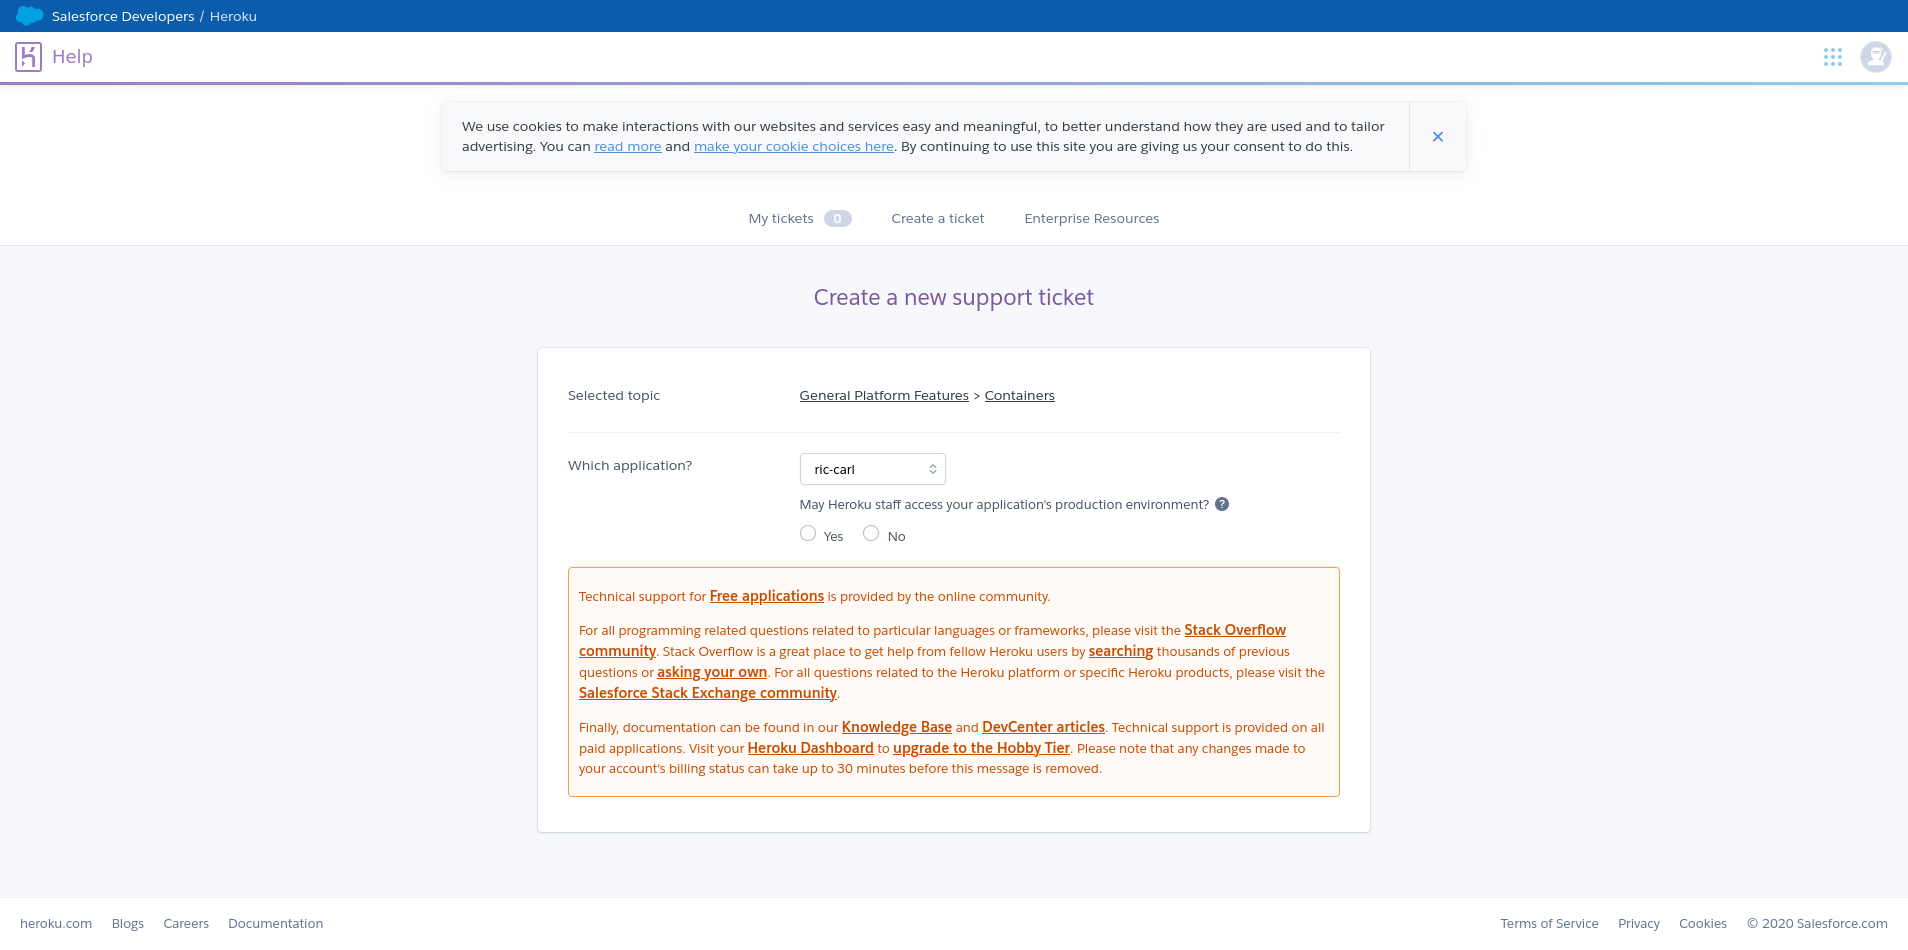 Salesforce Developers / Heroku
Help
We use cookies to make interactions with our websites and services easy and meaningful, to better understand how they are used and to tailor
advertising. You can read more and make your cookie choices here. By continuing to use this site you are giving us your consent to do this.
×
My tickets 0 Create a ticket Enterprise Resources
Create a new support ticket
Selected topic General Platform Features > Containers
Which application? ric-carl
May Heroku staff access your application's production environment? ?
Yes No
Technical support for Free applications is provided by the online community.
For all programming related questions related to particular languages or frameworks, please visit the Stack Overflow
community. Stack Overflow is a great place to get help from fellow Heroku users by searching thousands of previous
questions or asking your own. For all questions related to the Heroku platform or specific Heroku products, please visit the
Salesforce Stack Exchange community.
Finally, documentation can be found in our Knowledge Base and DevCenter articles. Technical support is provided on all
paid applications. Visit your Heroku Dashboard to upgrade to the Hobby Tier. Please note that any changes made to
your account's billing status can take up to 30 minutes before this message is removed.
heroku.com Blogs Careers Documentation Terms of Service Privacy Cookies © 2020 Salesforce.com